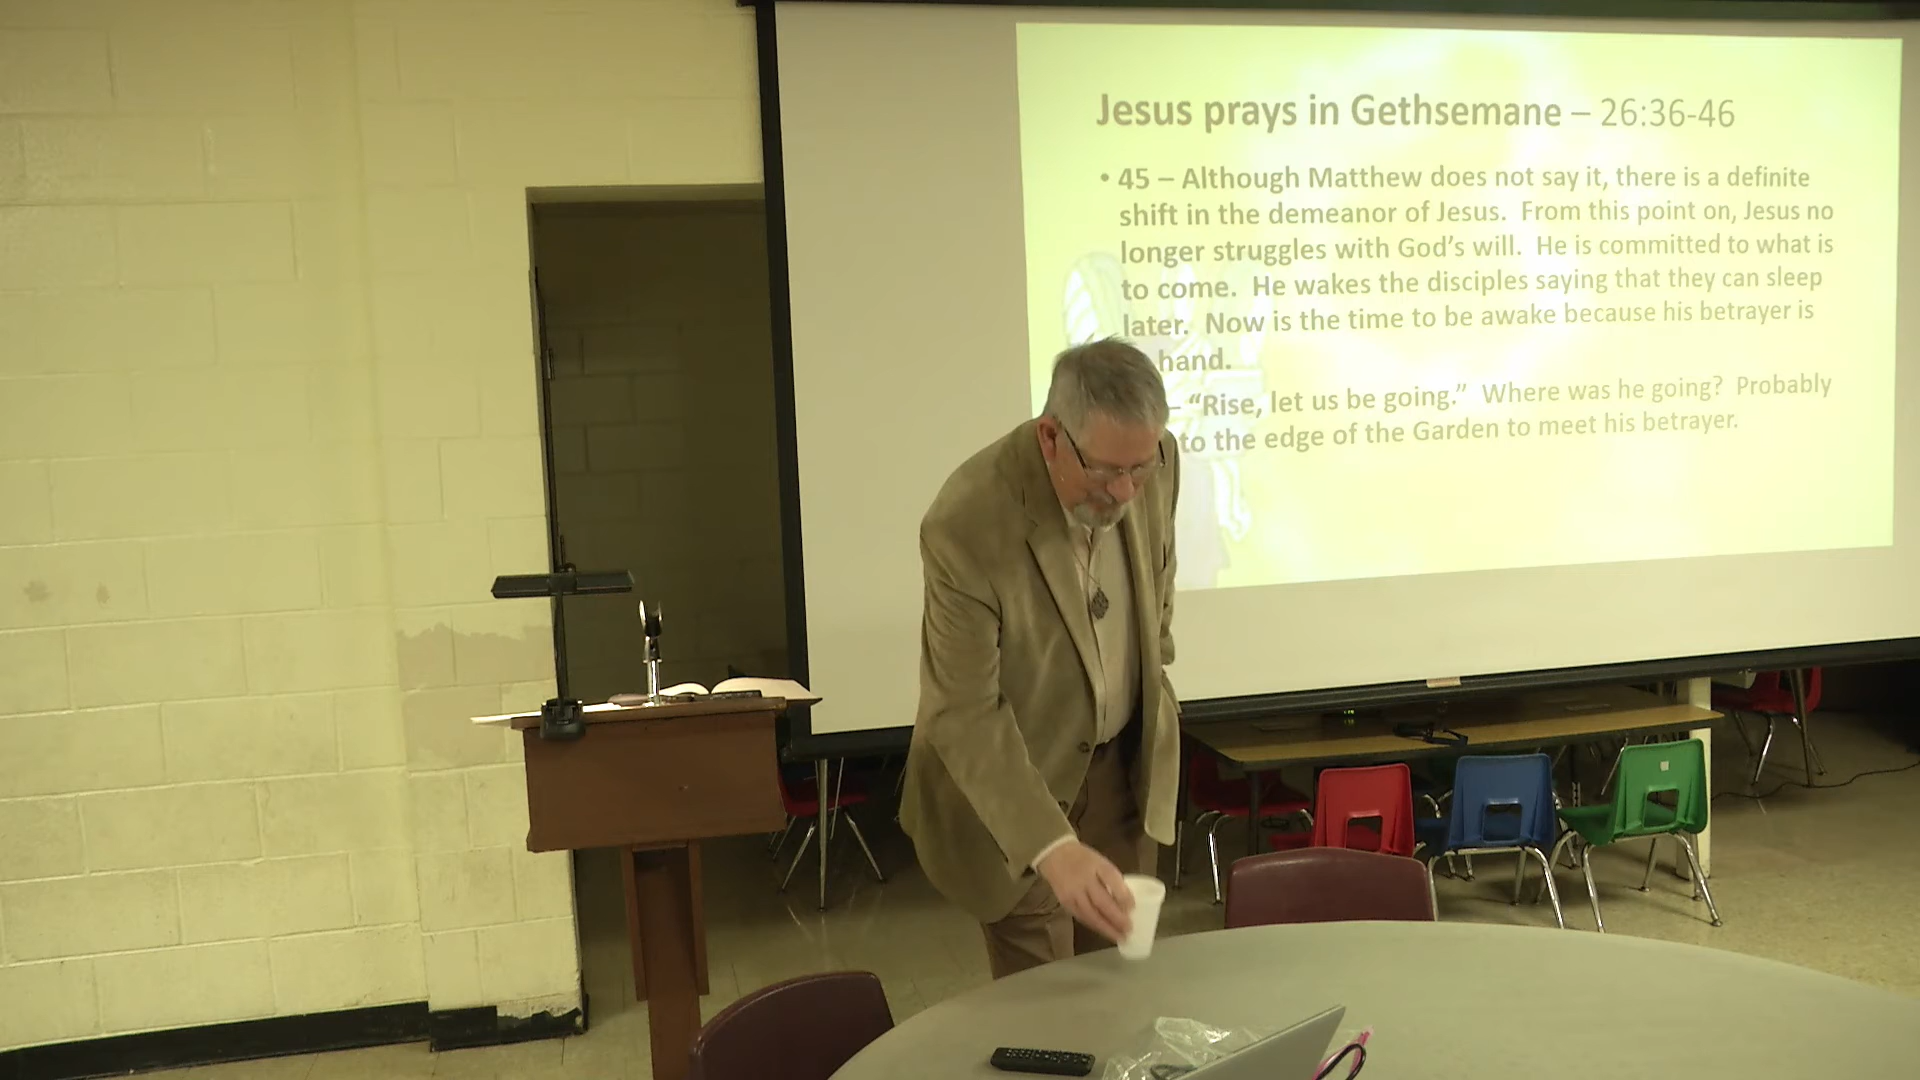 Jesus prays in Gethsemane – 26:36-46
• 45 – Although Matthew does not say it, there is a definite
shift in the demeanor of Jesus. From this point on, Jesus no
longer struggles with God's will. He is committed to what is
to come. He wakes the disciples saying that they can sleep
later. Now is the time to be awake because his betrayer is
hand.
– “Rise, let us be going.” Where was he going? Probably
to the edge of the Garden to meet his betrayer.